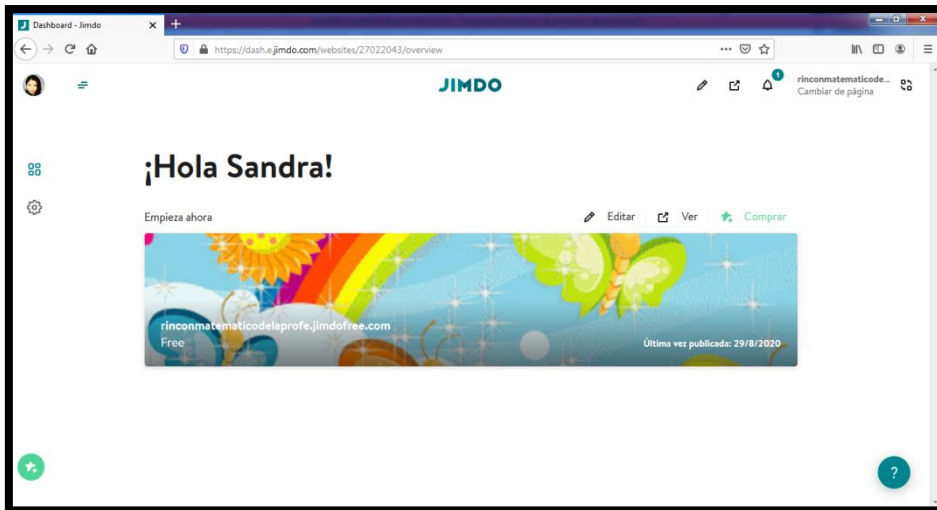 Dashboard - Jimdo
https://dash.e.jimdo.com/websites/27022043/overview
JIMDO
1
rinconmatematicode...
Cambiar de página
¡Hola Sandra!
Empieza ahora
Editar
Ver
Comprar
rinconmatematicodelaprofe.jimdofree.com
Free
Última vez publicada: 29/8/2020
?